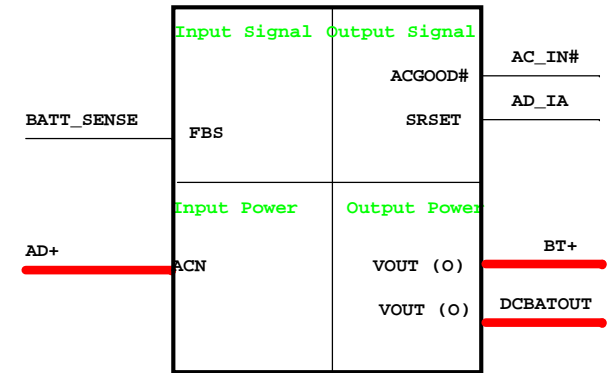 Input Signal Output Signal
AC_IN#
ACGOOD#
AD_IA
BATT_SENSE
SRSET
FBS
Input Power Output Power
AD+
BT+
ACN
VOUT (O)
DCBATOUT
VOUT (O)